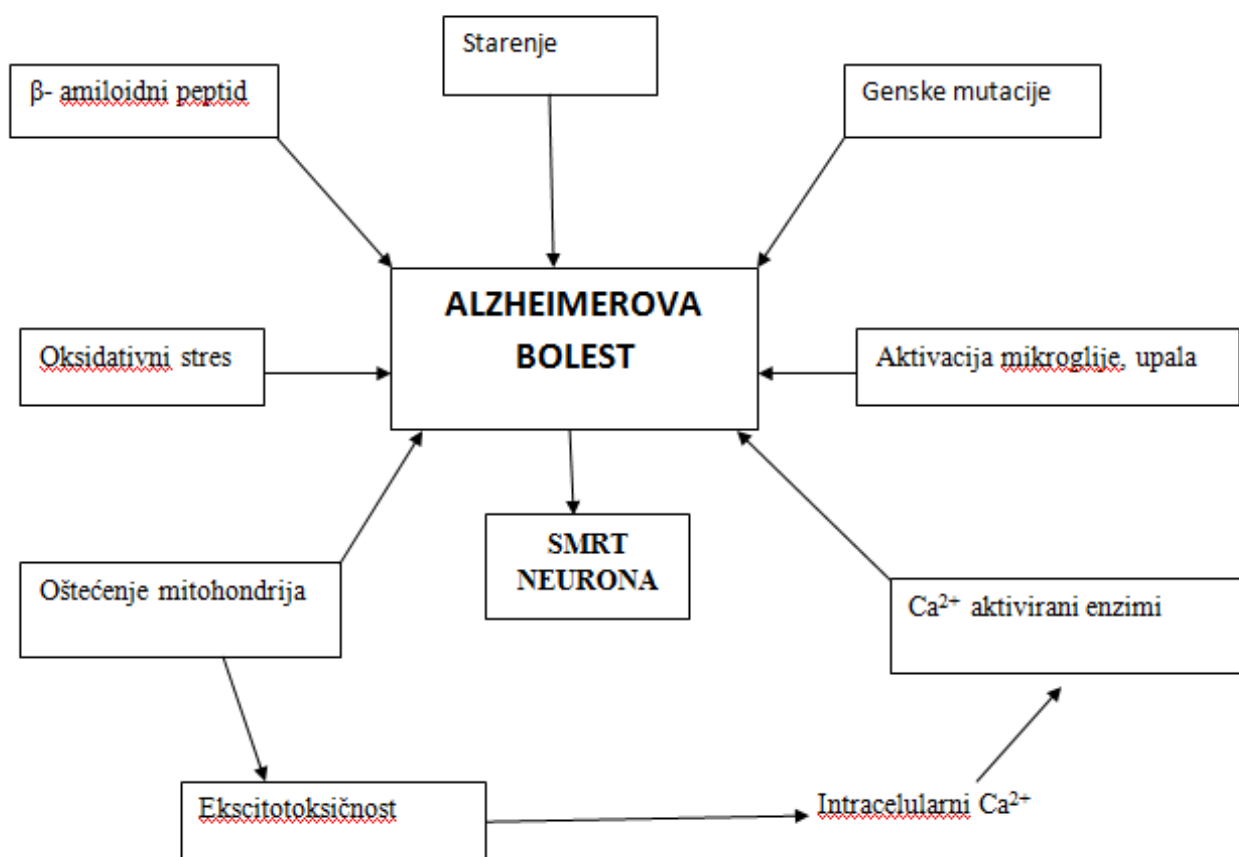 Starenje
β- amiloidni peptid
Genske mutacije
ALZHEIMEROVA
BOLEST
Oksidativni stres
Aktivacija mikroglije, upala
SMRT
NEURONA
Oštećenje mitohondrija
Ca²⁺ aktivirani enzimi
Ekscitotoksičnost
Intracelularni Ca²⁺